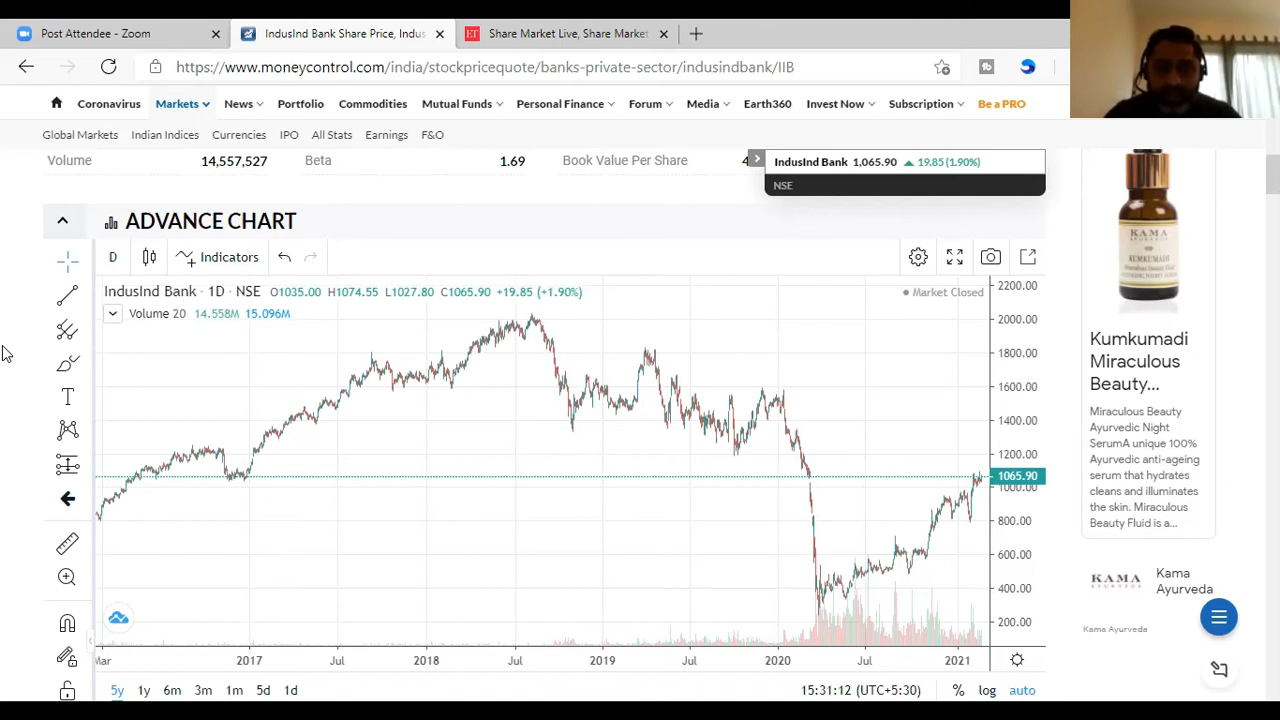 Post Attendee - Zoom
IndusInd Bank Share Price, Indus
ET Share Market Live, Share Market
https://www.moneycontrol.com/india/stockpricequote/banks-private-sector/indusindbank/IIB
Coronavirus Markets News Portfolio Commodities Mutual Funds Personal Finance Forum Media Earth360 Invest Now Subscription Be a PRO
Global Markets Indian Indices Currencies IPO All Stats Earnings F&O
Volume 14,557,527 Beta 1.69 Book Value Per Share 4
IndusInd Bank 1,065.90 19.85 (1.90%)
NSE
ADVANCE CHART
D Indicators
IndusInd Bank · 1D · NSE O1035.00 H1074.55 L1027.80 C1065.90 +19.85 (+1.90%)
Market Closed
Volume 20 14.558M 15.096M
2200.00
2000.00
1800.00
1600.00
1400.00
1200.00
1065.90
1000.00
800.00
600.00
400.00
200.00
Mar 2017 Jul 2018 Jul 2019 Jul 2020 Jul 2021
5y 1y 6m 3m 1m 5d 1d
15:31:12 (UTC+5:30) % log auto
KAMA
AYURVEDA
Kumkumadi
Miraculous
Beauty...
Miraculous Beauty
Ayurvedic Night
SerumA unique 100%
Ayurvedic anti-ageing
serum that hydrates
cleans and illuminates
the skin. Miraculous
Beauty Fluid is a...
KAMA
AYURVEDA
Kama
Ayurveda
Kama Ayurveda